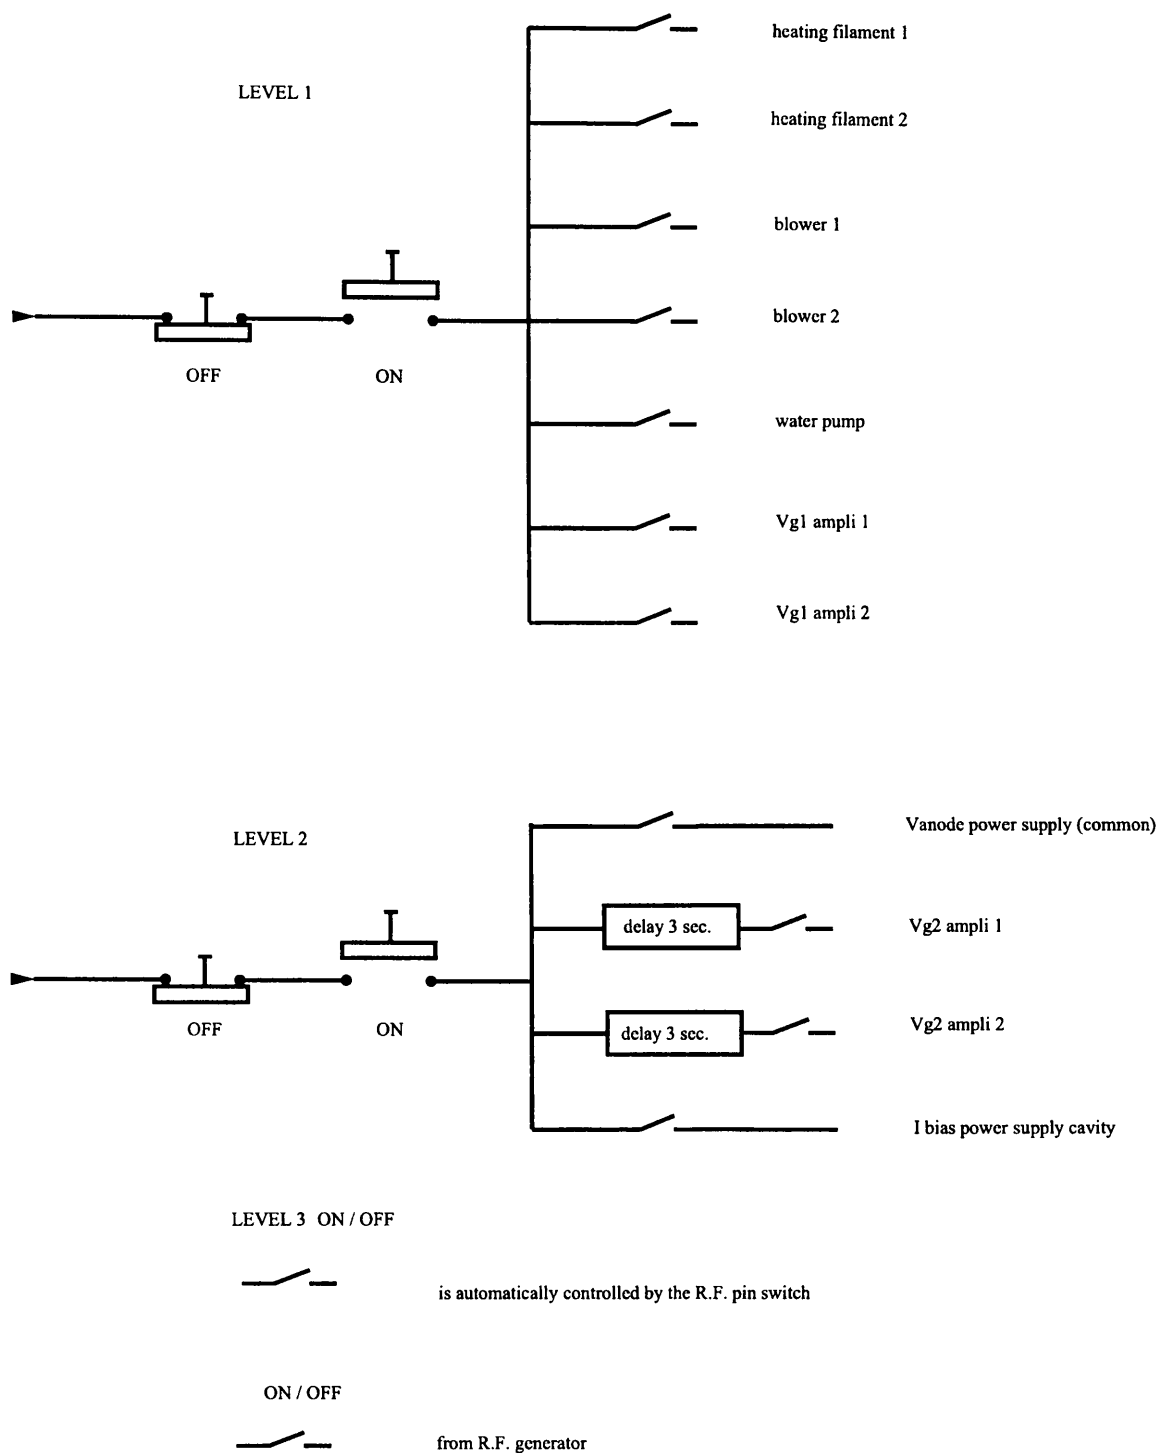 heating filament 1
LEVEL 1
heating filament 2
blower 1
blower 2
OFF
ON
water pump
Vg1 ampli 1
Vg1 ampli 2
LEVEL 2
Vanode power supply (common)
delay 3 sec.
Vg2 ampli 1
OFF
ON
delay 3 sec.
Vg2 ampli 2
I bias power supply cavity
LEVEL 3 ON / OFF
is automatically controlled by the R.F. pin switch
ON / OFF
from R.F. generator